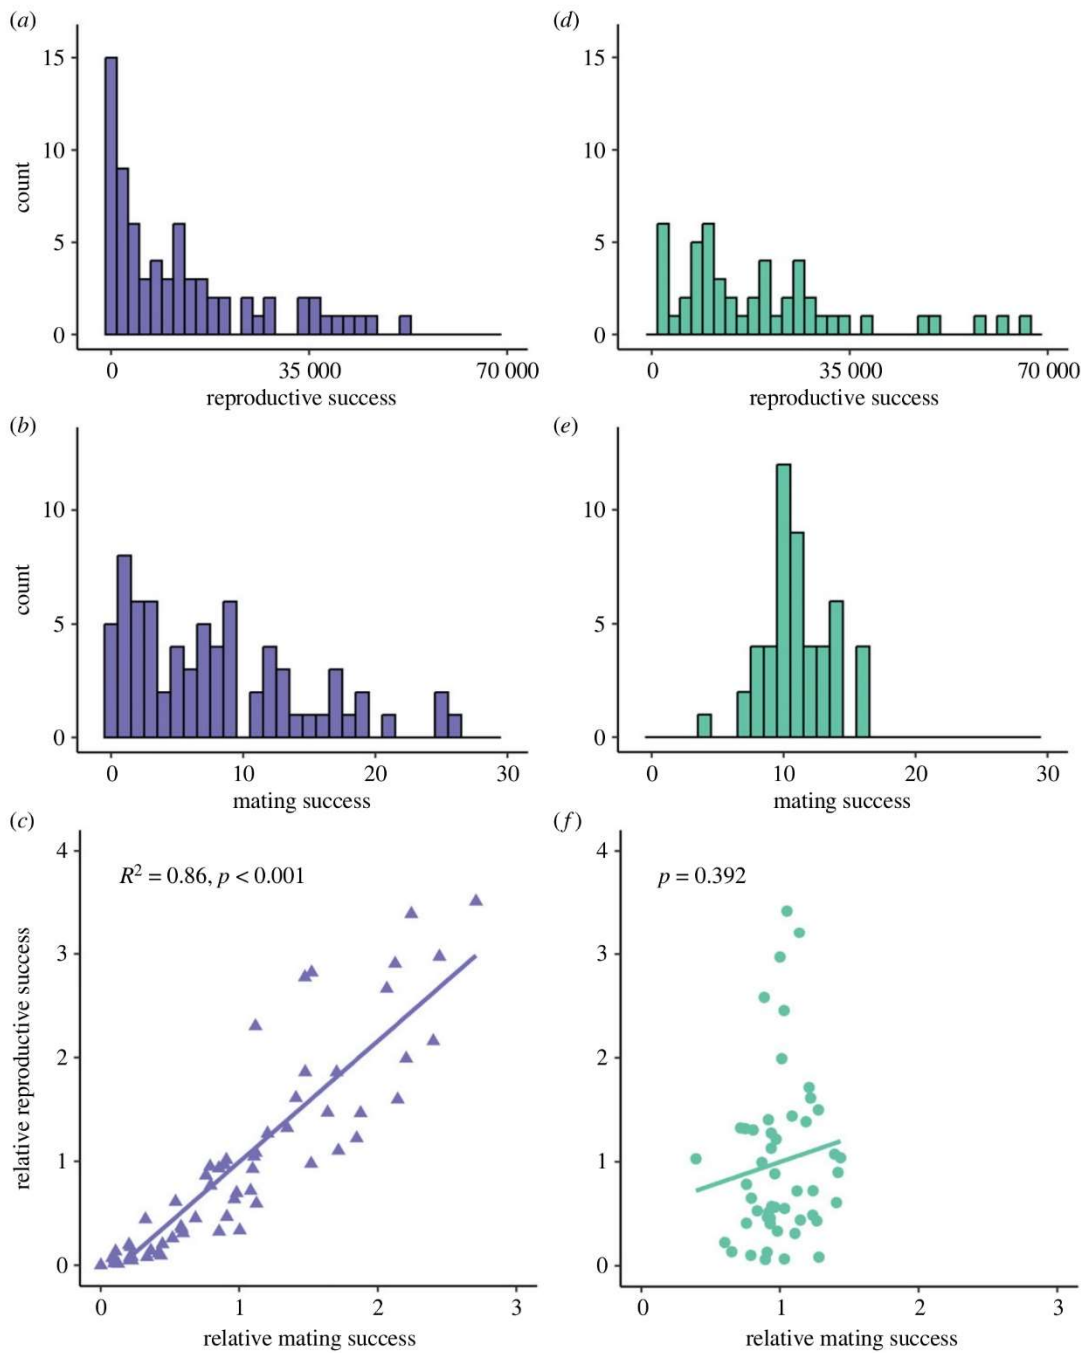 (a)
15
10
5
0
count
0 35 000 70 000
reproductive success
(d)
15
10
5
0
0 35 000 70 000
reproductive success
(b)
10
5
0
count
0 10 20 30
mating success
(e)
10
5
0
0 10 20 30
mating success
(c)
4
3
2
1
0
relative reproductive success
R² = 0.86, p < 0.001
0 1 2 3
relative mating success
(f)
4
3
2
1
0
p = 0.392
0 1 2 3
relative mating success